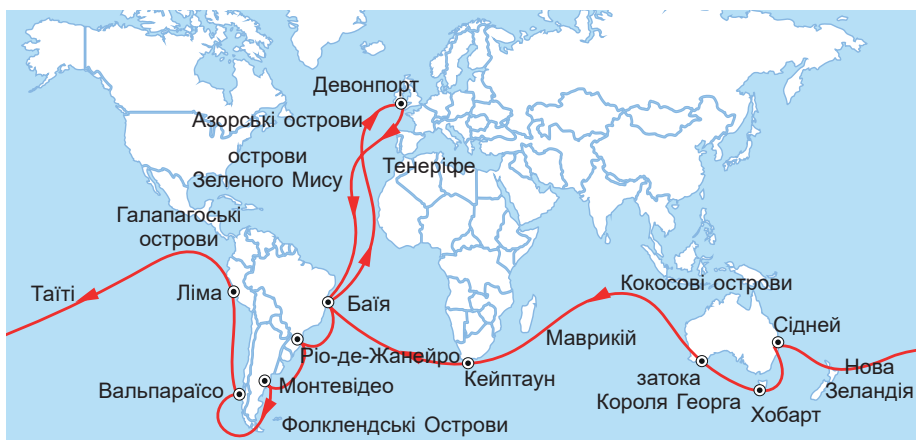 Девонпорт
Азорські острови
острови
Зеленого Мису
Тенеріфе
Галапагоські
острови
Таїті
Ліма
Баїя
Кокосові острови
Маврикій
Сідней
Ріо-де-Жанейро
Кейптаун
Вальпараїсо
Монтевідео
затока
Короля Георга
Нова
Зеландія
Хобарт
Фолклендські Острови